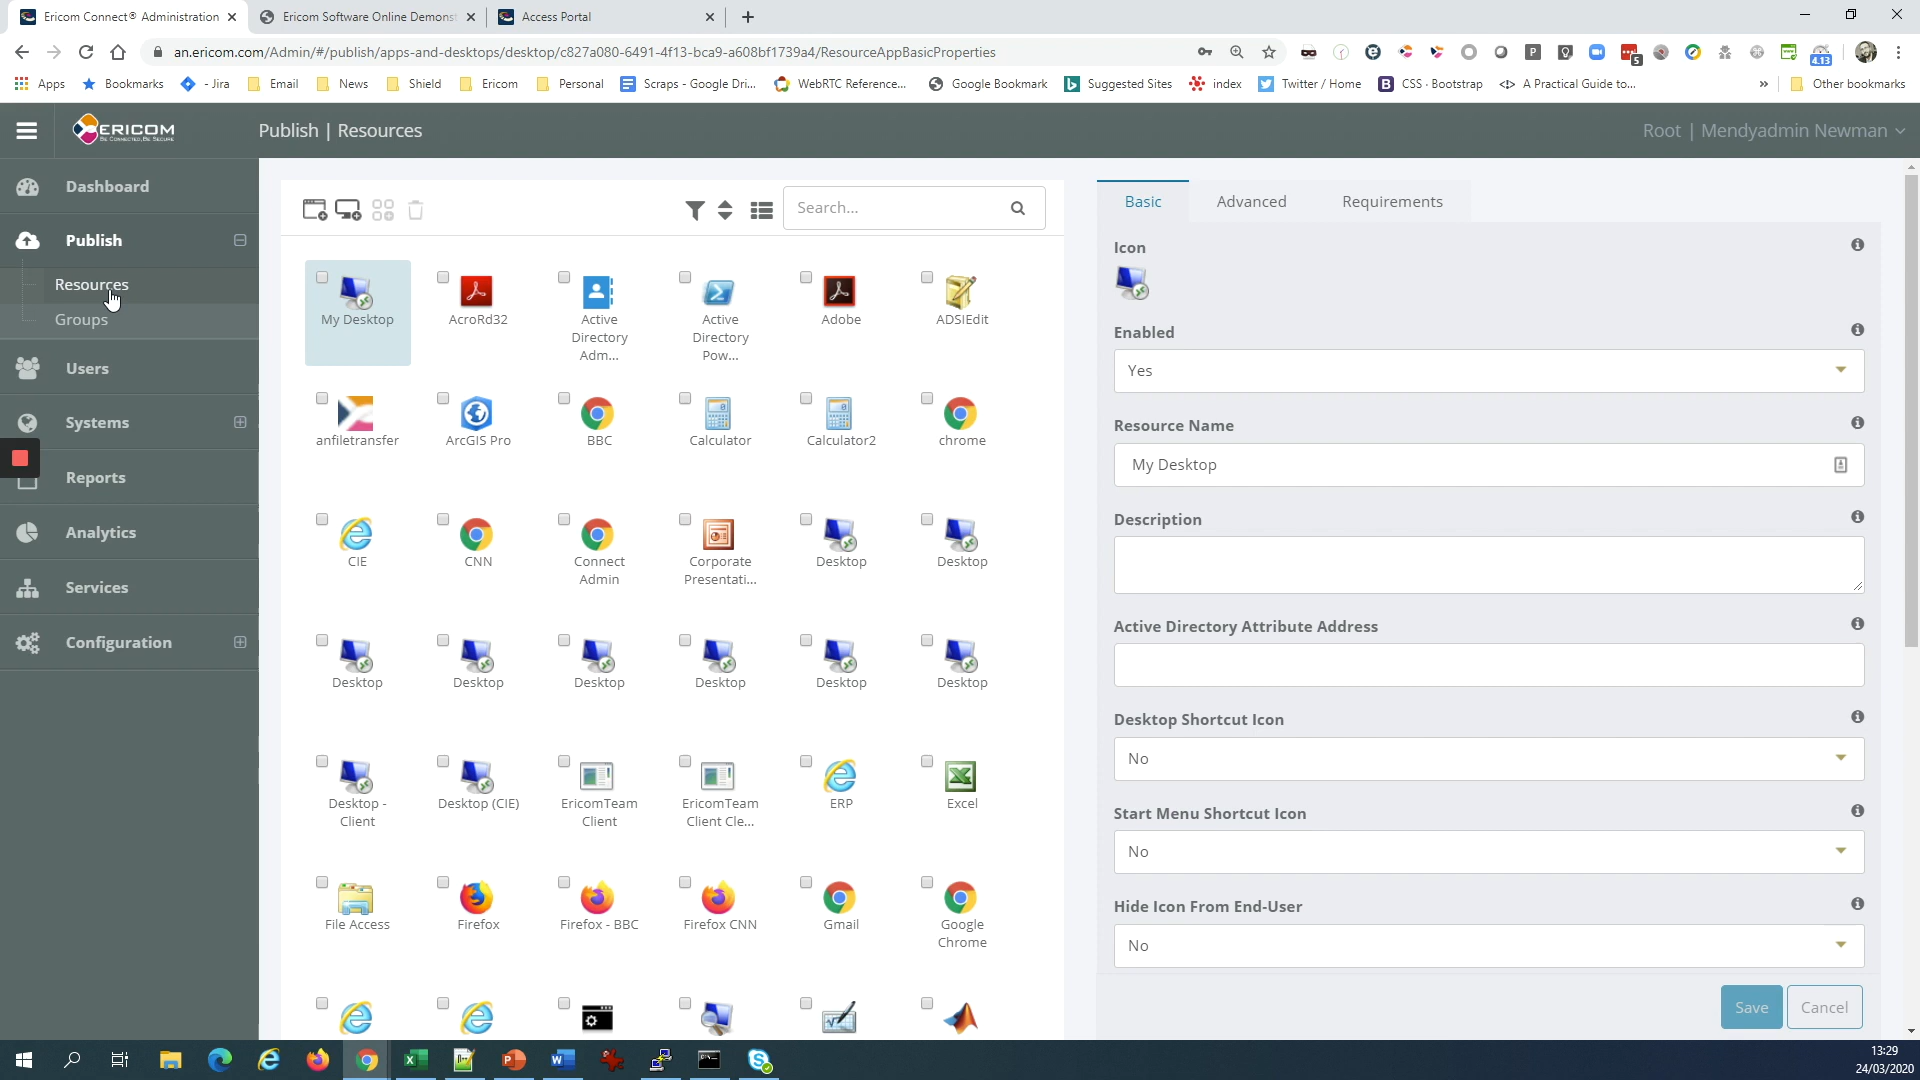 Ericom Connect® Administration
Ericom Software Online Demonst
Access Portal
an.ericom.com/Admin/#/publish/apps-and-desktops/desktop/c827a080-6491-4f13-bca9-a608bf1739a4/ResourceAppBasicProperties
5
4.13
Apps
Bookmarks
- Jira
Email
News
Shield
Ericom
Personal
Scraps - Google Dri...
WebRTC Reference...
Google Bookmark
Suggested Sites
index
Twitter / Home
CSS · Bootstrap
A Practical Guide to...
»
Other bookmarks
ERICOM
BE CONNECTED. BE SECURE
Publish | Resources
Root | Mendyadmin Newman
Dashboard
Publish
Resources
Groups
Users
Systems
Reports
Analytics
Services
Configuration
Search...
My Desktop
AcroRd32
Active
Directory
Adm...
Active
Directory
Pow...
Adobe
ADSIEdit
anfiletransfer
ArcGIS Pro
BBC
Calculator
Calculator2
chrome
CIE
CNN
Connect
Admin
Corporate
Presentati...
Desktop
Desktop
Desktop
Desktop
Desktop
Desktop
Desktop
Desktop
Desktop -
Client
Desktop (CIE)
EricomTeam
Client
EricomTeam
Client Cle...
ERP
Excel
File Access
Firefox
Firefox - BBC
Firefox CNN
Gmail
Google
Chrome
Basic
Advanced
Requirements
Icon
Enabled
Yes
Resource Name
My Desktop
Description
Active Directory Attribute Address
Desktop Shortcut Icon
No
Start Menu Shortcut Icon
No
Hide Icon From End-User
No
Save
Cancel
13:29
24/03/2020